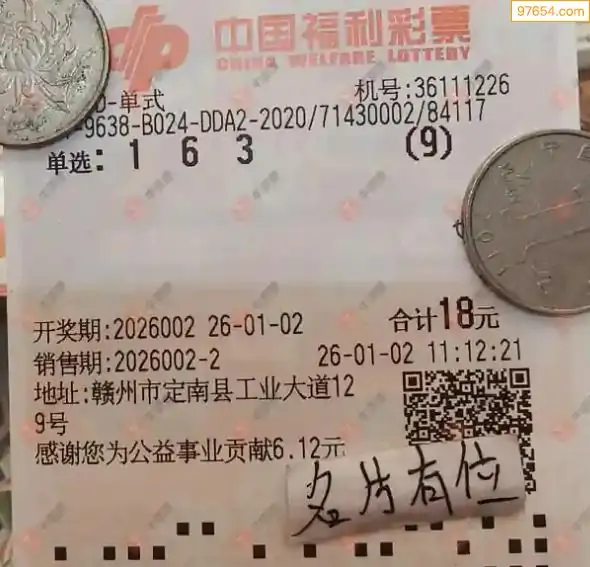 97654.com
中国福利彩票
CHINA WELFARE LOTTERY
D-单式
机号:36111226
-9638-B024-DDA2-2020/71430002/84117
单选: 1 6 3 (9)
开奖期:2026002 26-01-02
合计18元
销售期:2026002-2
26-01-02 11:12:21
地址:赣州市定南县工业大道12
9号
感谢您为公益事业贡献6.12元
名片有位